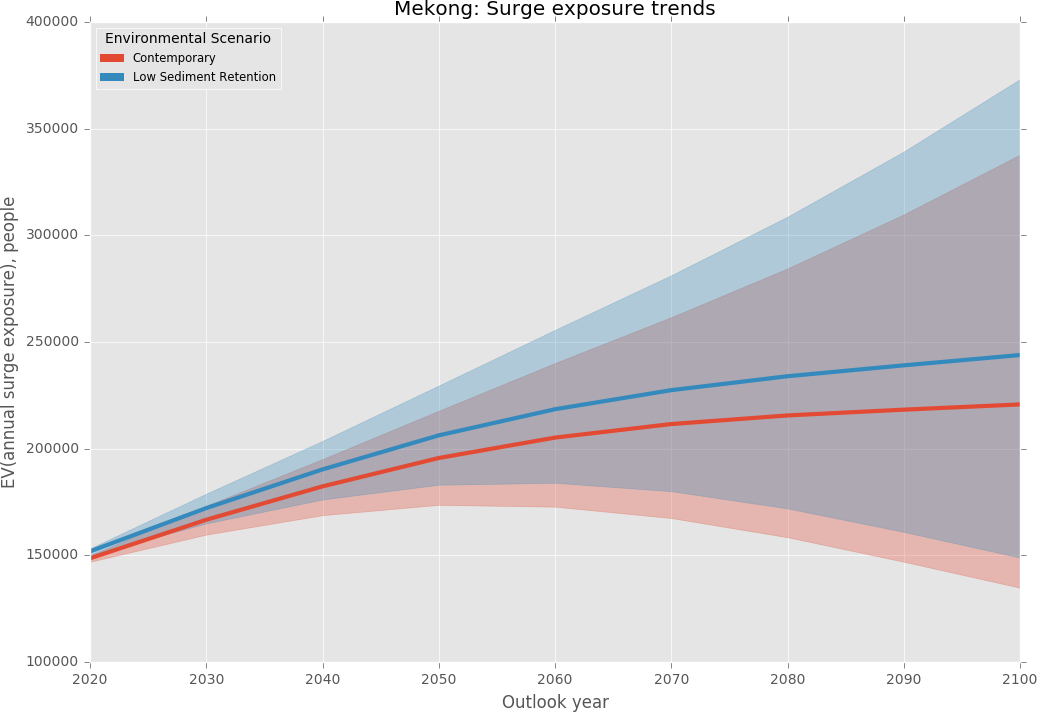 Mekong: Surge exposure trends
400000
350000
300000
250000
200000
150000
100000
EV(annual surge exposure), people
Environmental Scenario
Contemporary
Low Sediment Retention
2020 2030 2040 2050 2060 2070 2080 2090 2100
Outlook year